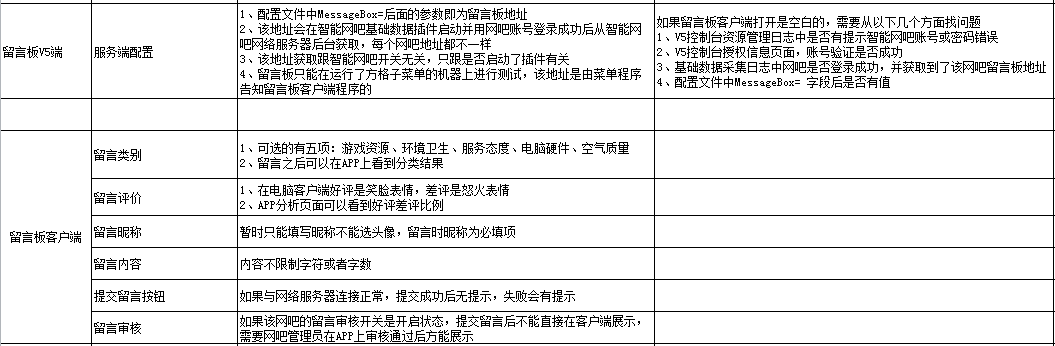 留言板V5端
服务端配置
1、配置文件中MessageBox=后面的参数即为留言板地址
2、该地址会在智能网吧基础数据插件启动并用网吧账号登录成功后从智能网
吧网络服务器后台获取，每个网吧地址都不一样
3、该地址获取跟智能网吧开关无关，只跟是否启动了插件有关
4、留言板只能在运行了方格子菜单的机器上进行测试，该地址是由菜单程序
告知留言板客户端程序的
如果留言板客户端打开是空白的，需要从以下几个方面找问题
1、V5控制台资源管理日志中是否有提示智能网吧账号或密码错误
2、V5控制台授权信息页面，账号验证是否成功
3、基础数据采集日志中网吧是否登录成功，并获取到了该网吧留言板地址
4、配置文件中MessageBox= 字段后是否有值
留言板客户端
留言类别
1、可选的有五项：游戏资源、环境卫生、服务态度、电脑硬件、空气质量
2、留言之后可以在APP上看到分类结果
留言评价
1、在电脑客户端好评是笑脸表情，差评是怒火表情
2、APP分析页面可以看到好评差评比例
留言昵称
暂时只能填写昵称不能选头像，留言时昵称为必填项
留言内容
内容不限制字符或者字数
提交留言按钮
如果与网络服务器连接正常，提交成功后无提示，失败会有提示
留言审核
如果该网吧的留言审核开关是开启状态，提交留言后不能直接在客户端展示，
需要网吧管理员在APP上审核通过后方能展示